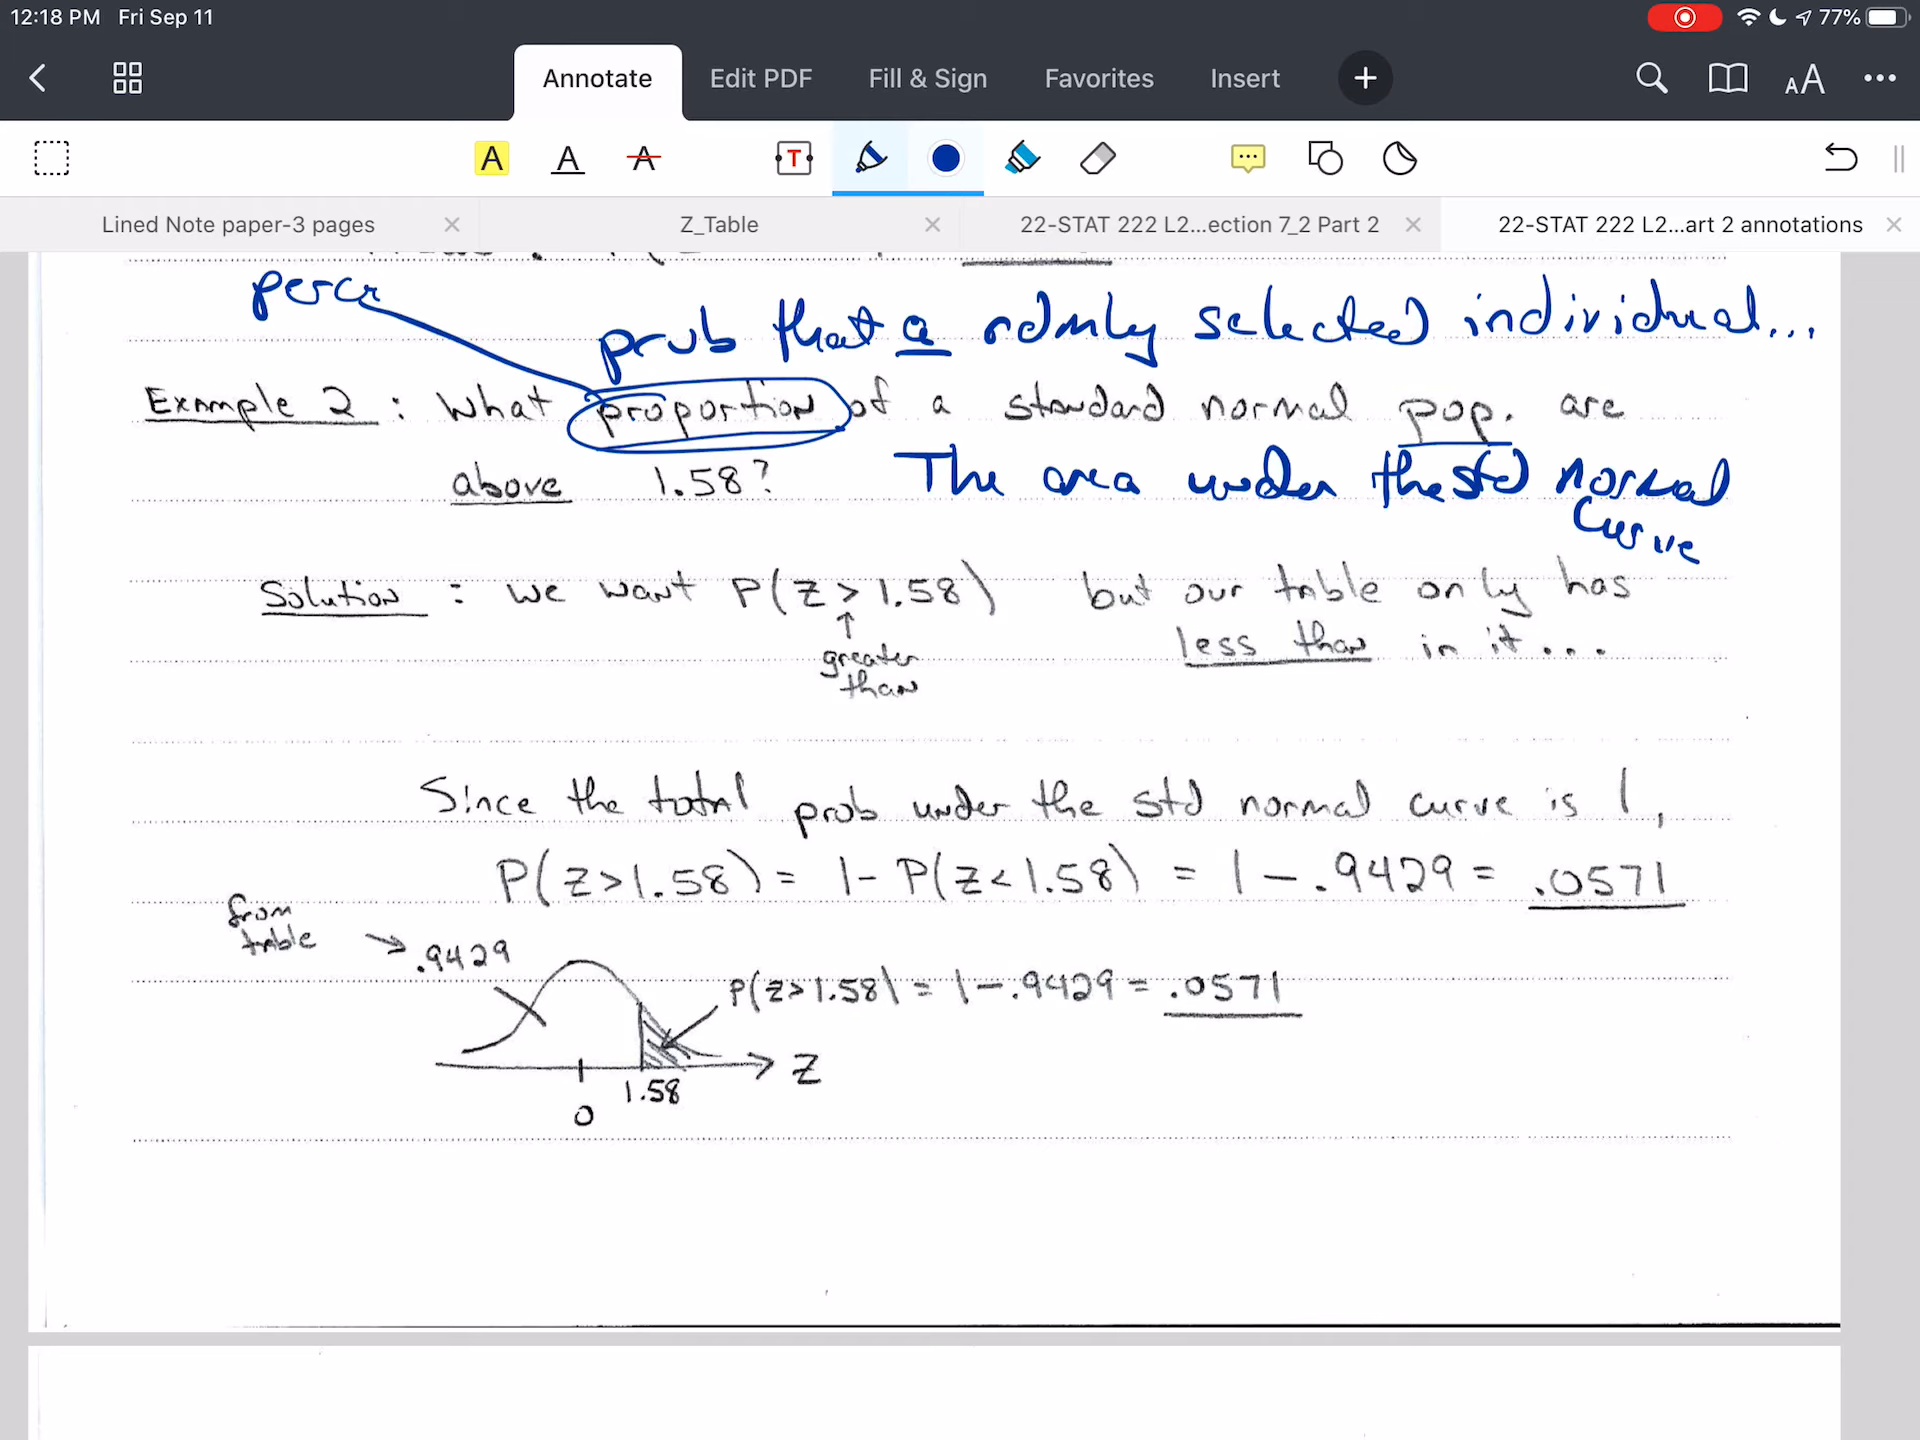 12:18 PM Fri Sep 11
77%
Annotate Edit PDF Fill & Sign Favorites Insert
AA
A A A T
Lined Note paper-3 pages Z_Table 22-STAT 222 L2...ection 7_2 Part 2 22-STAT 222 L2...art 2 annotations
perce
prob that a rdmly selected individual...
Example 2 : What proportion of a standard normal pop. are
above 1.58? The area under the std normal
curve
Solution : we want P(Z > 1.58) but our table only has
↑ less than in it...
greater
than
Since the total prob under the std normal curve is 1,
P(Z>1.58) = 1- P(Z<1.58) = 1 - .9429 = .0571
from
table → .9429
P(Z>1.58) = 1-.9429 = .0571
Z
1.58
0